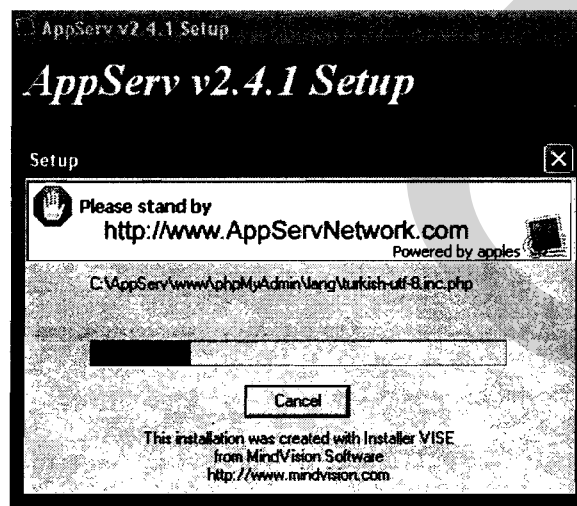 AppServ v2.4.1 Setup
AppServ v2.4.1 Setup
Setup
Please stand by
http://www.AppServNetwork.com
Powered by apples
C:\AppServ\www\phpMyAdmin\lang\turkish-utf-8.inc.php
Cancel
This installation was created with Installer VISE
from MindVision Software
http://www.mindvision.com